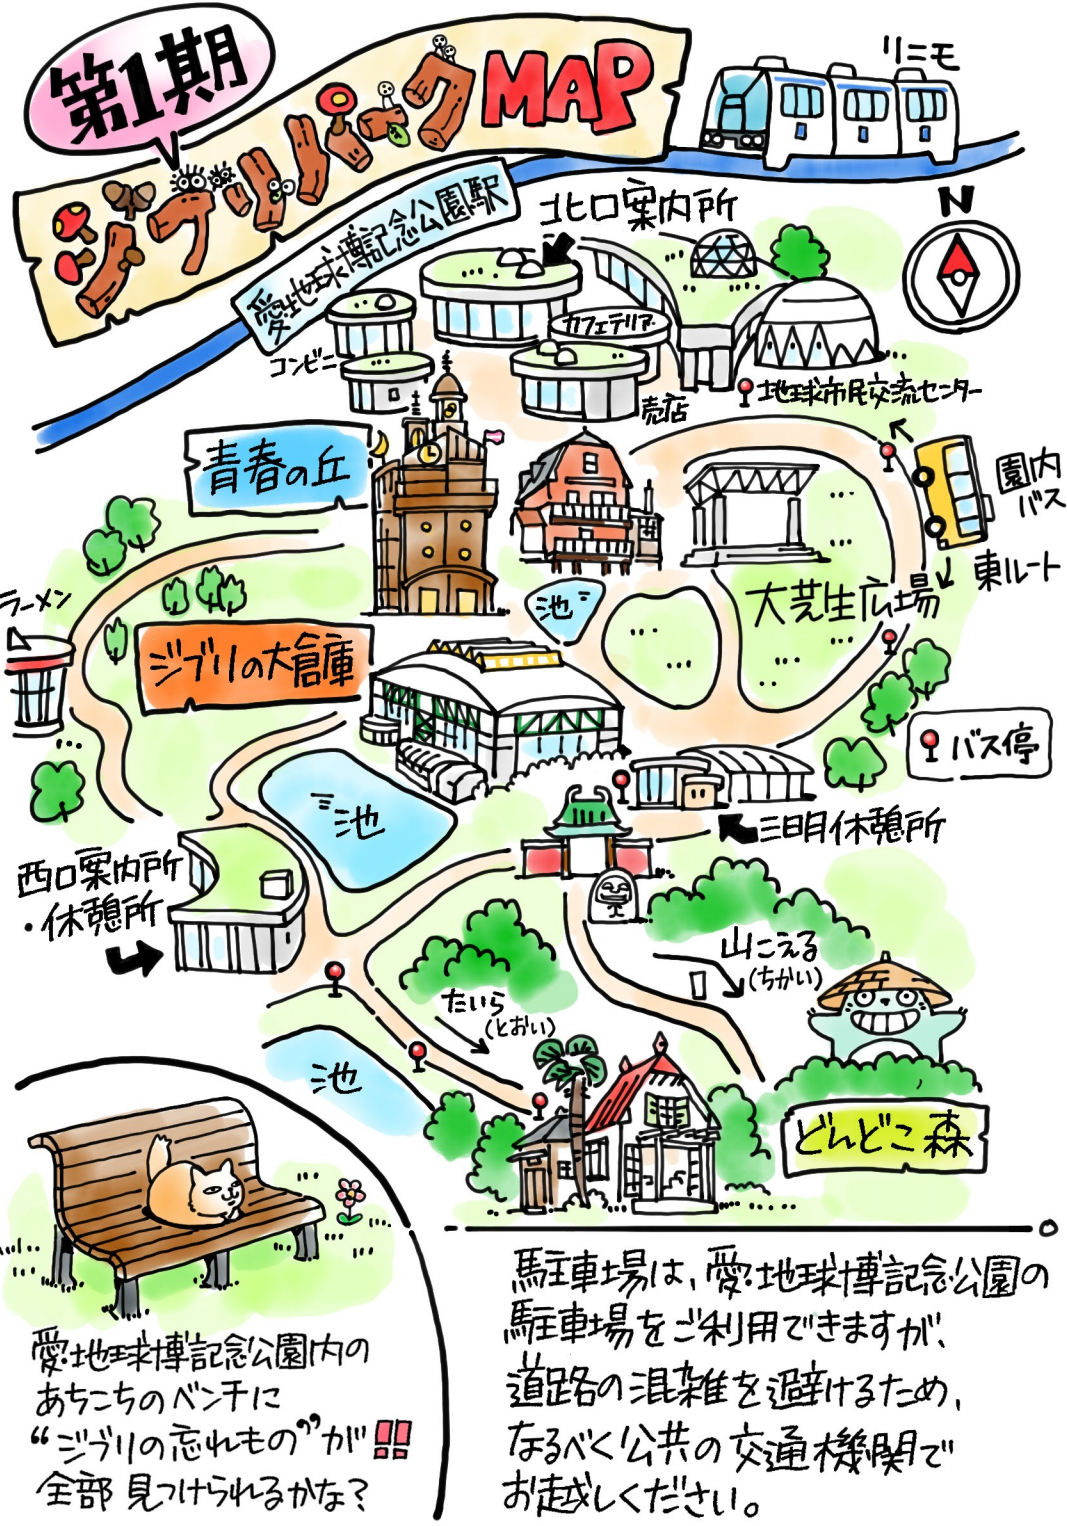 第1期
ジブリパークMAP
リニモ
愛・地球博記念公園駅
北口案内所
N
カフェテリア
コンビニ
売店
地球市民交流センター
青春の丘
園内
バス
東ルート
池
大芝生広場
ラーメン
ジブリの大倉庫
バス停
池
三日月休憩所
西口案内所
・休憩所
山こえる
(ちかい)
たいら
(とおい)
池
どんどこ森
愛・地球博記念公園内の
あちこちのベンチに
“ジブリの忘れもの”が!!
全部見つけられるかな?
駐車場は、愛・地球博記念公園の
駐車場をご利用できますが、
道路の混雑を避けるため、
なるべく公共の交通機関で
お越しください。